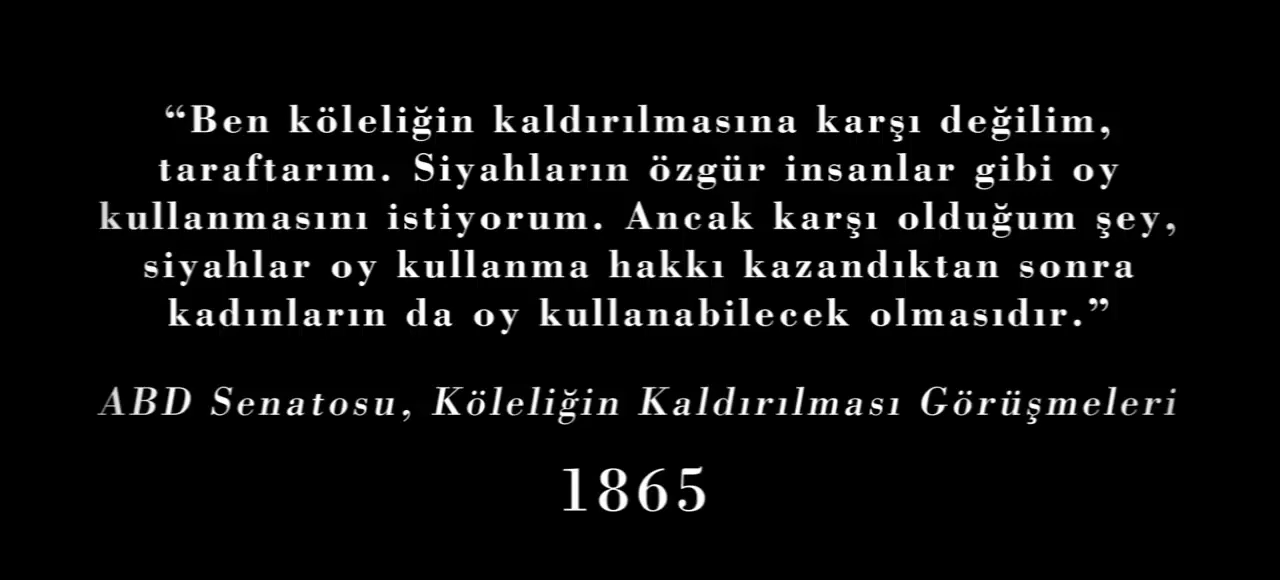 “Ben köleliğin kaldırılmasına karşı değilim,
taraftarım. Siyahların özgür insanlar gibi oy
kullanmasını istiyorum. Ancak karşı olduğum şey,
siyahlar oy kullanma hakkı kazandıktan sonra
kadınların da oy kullanabilecek olmasıdır.”
ABD Senatosu, Köleliğin Kaldırılması Görüşmeleri
1865